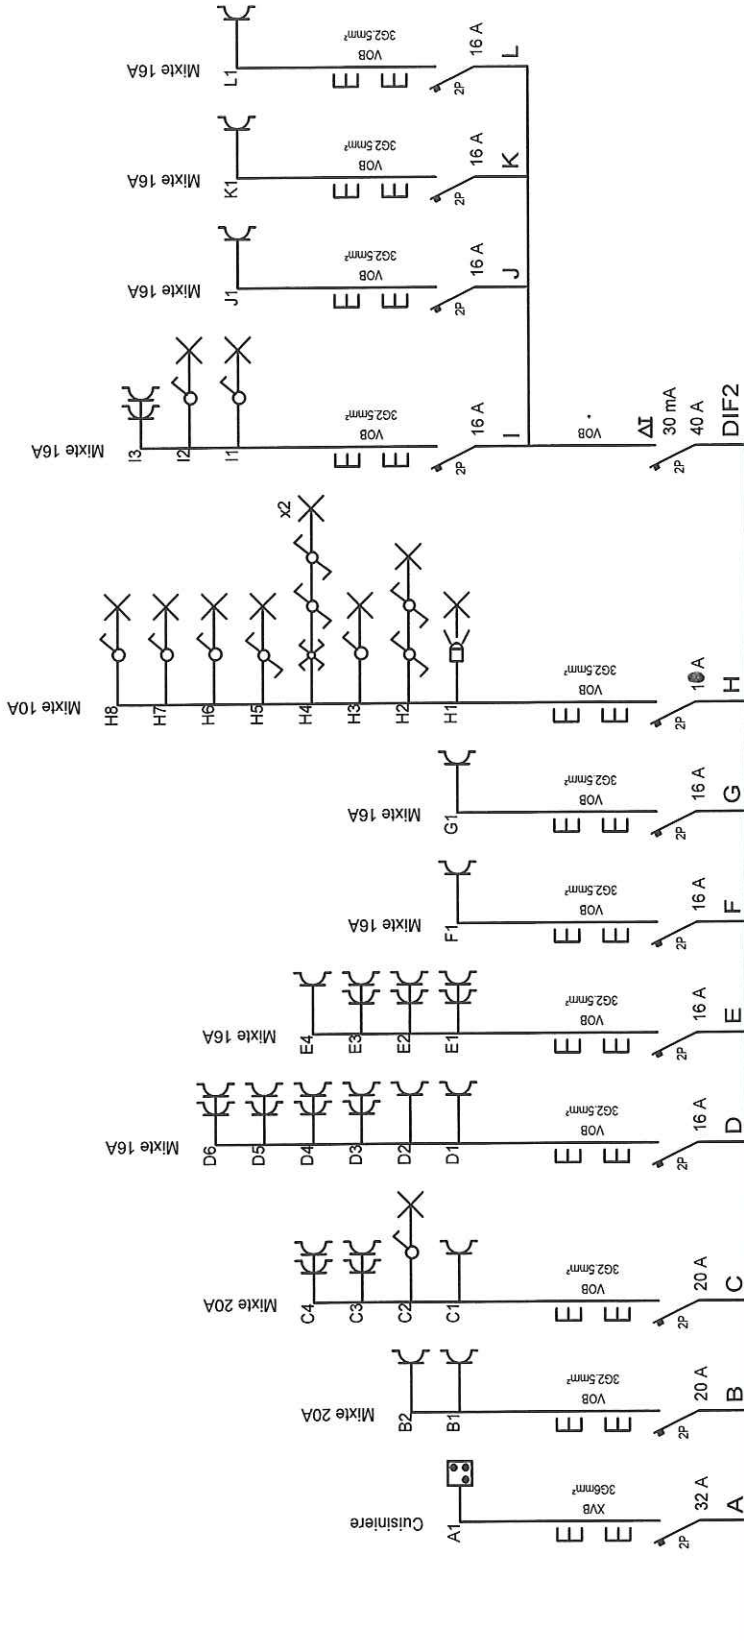 Cuisiniere
A1
XVB
3G6mm²
2P
32 A
A
Mixte 20A
B2
B1
VOB
3G2.5mm²
2P
20 A
B
Mixte 20A
C4
C3
C2
C1
VOB
3G2.5mm²
2P
20 A
C
Mixte 16A
D6
D5
D4
D3
D2
D1
VOB
3G2.5mm²
2P
16 A
D
Mixte 16A
E4
E3
E2
E1
VOB
3G2.5mm²
2P
16 A
E
Mixte 16A
F1
VOB
3G2.5mm²
2P
16 A
F
Mixte 16A
G1
VOB
3G2.5mm²
2P
16 A
G
Mixte 10A
H8
H7
H6
H5
H4
x2
H3
H2
H1
VOB
3G2.5mm²
2P
A
H
Mixte 16A
I3
I2
I1
VOB
3G2.5mm²
2P
16 A
I
Mixte 16A
J1
VOB
3G2.5mm²
2P
16 A
J
Mixte 16A
K1
VOB
3G2.5mm²
2P
16 A
K
Mixte 16A
L1
VOB
3G2.5mm²
2P
16 A
L
VOB
ΔI
2P
30 mA
40 A
DIF2